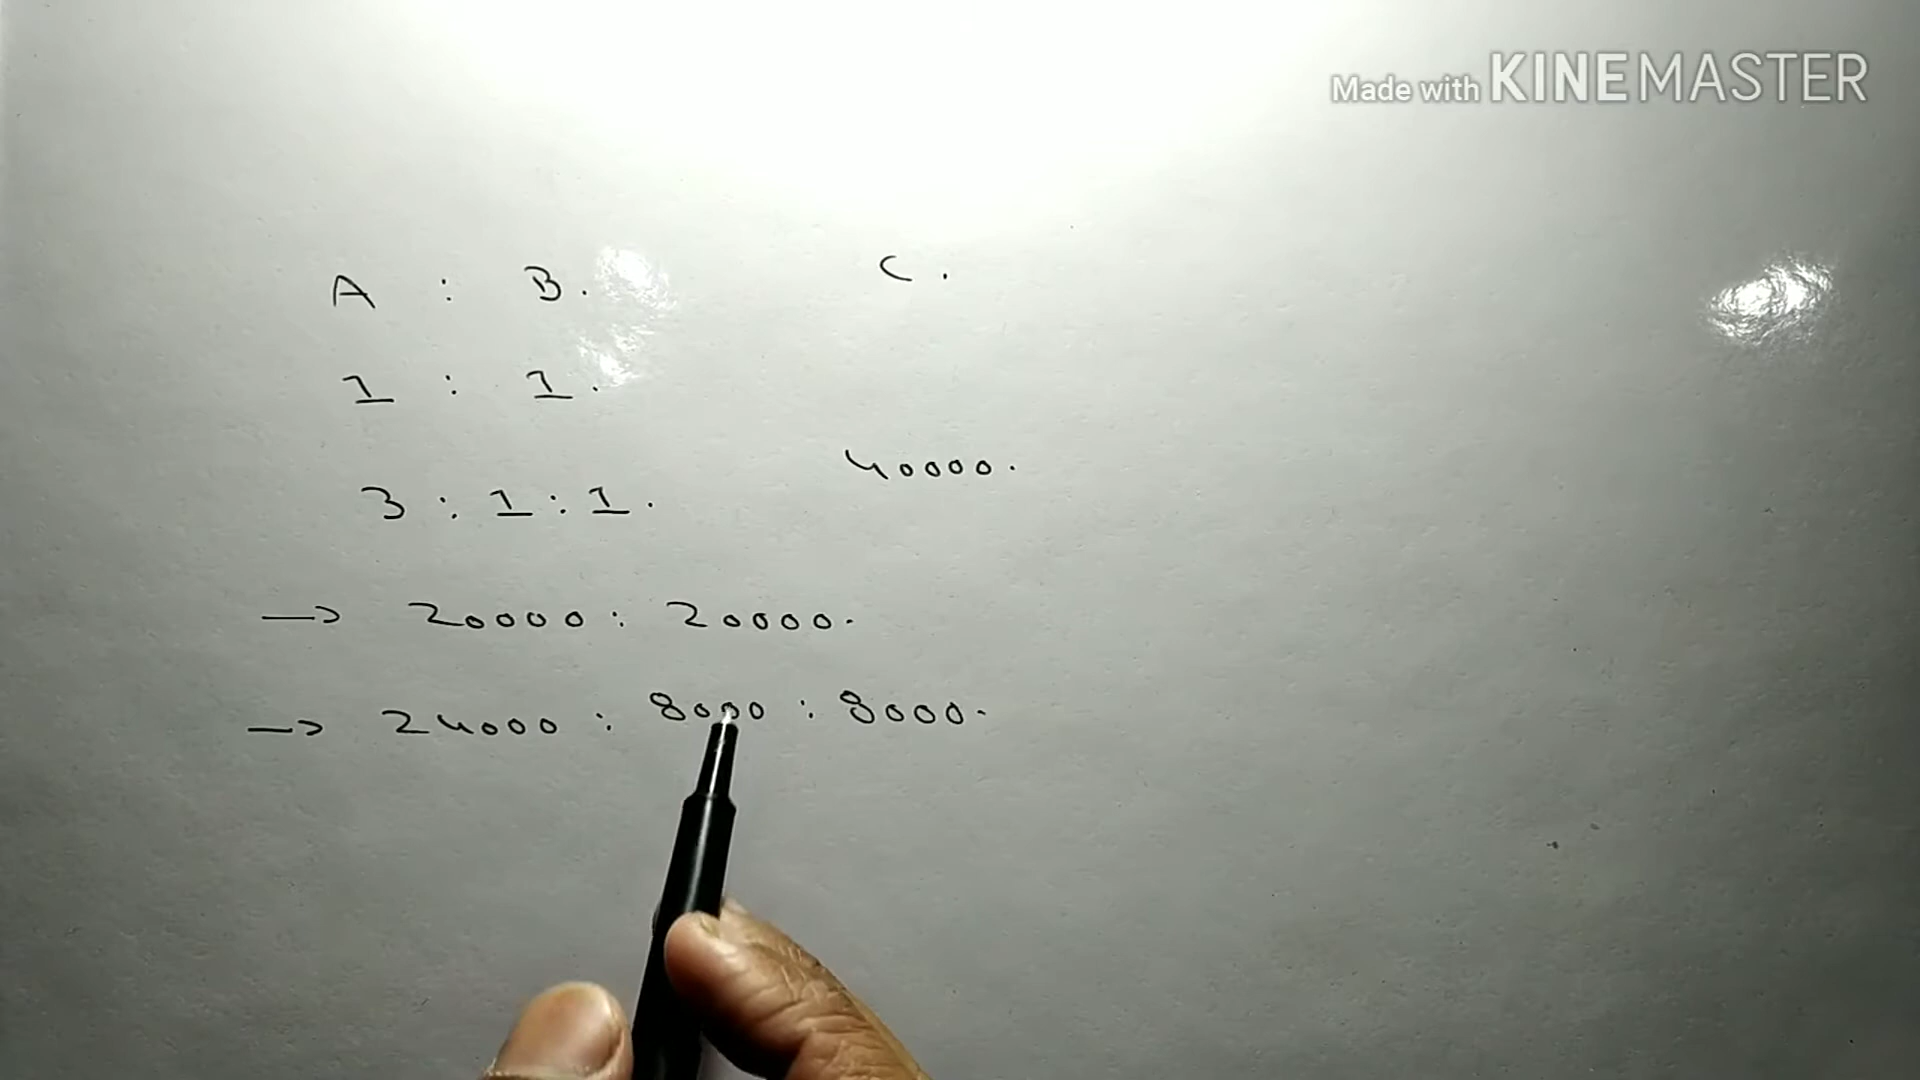 Made with KINEMASTER
A : B. C.
1 : 1.
40000.
3 : 1 : 1.
→ 20000 : 20000.
→ 24000 : 8000 : 8000.